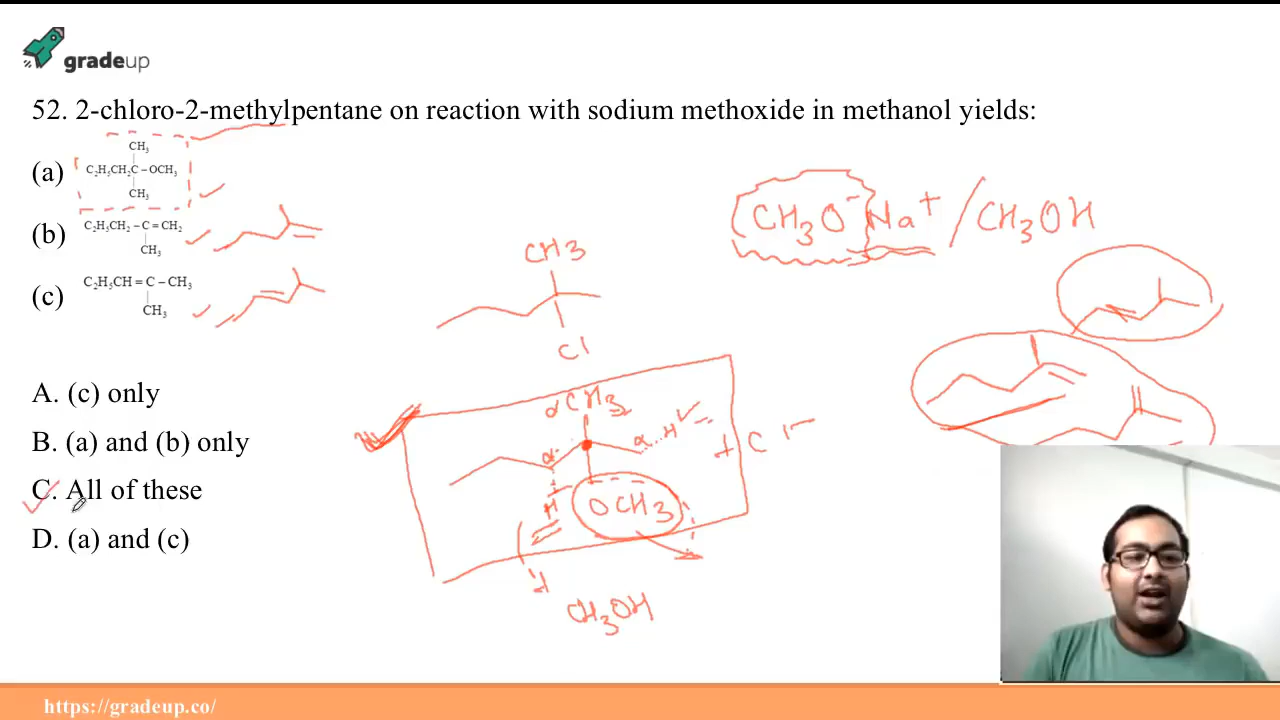 gradeup
52. 2-chloro-2-methylpentane on reaction with sodium methoxide in methanol yields:
(a)
CH₃
C₂H₅CH₂C – OCH₃
CH₃
(b)
C₂H₅CH₂ – C = CH₂
CH₃
(c)
C₂H₅CH = C – CH₃
CH₃
A. (c) only
B. (a) and (b) only
C. All of these
D. (a) and (c)
CH3
Cl
CH₃O⁻Na⁺/CH₃OH
αCH3
α
α
H
H
OCH3
+ Cl⁻
H
CH₃OH
https://gradeup.co/